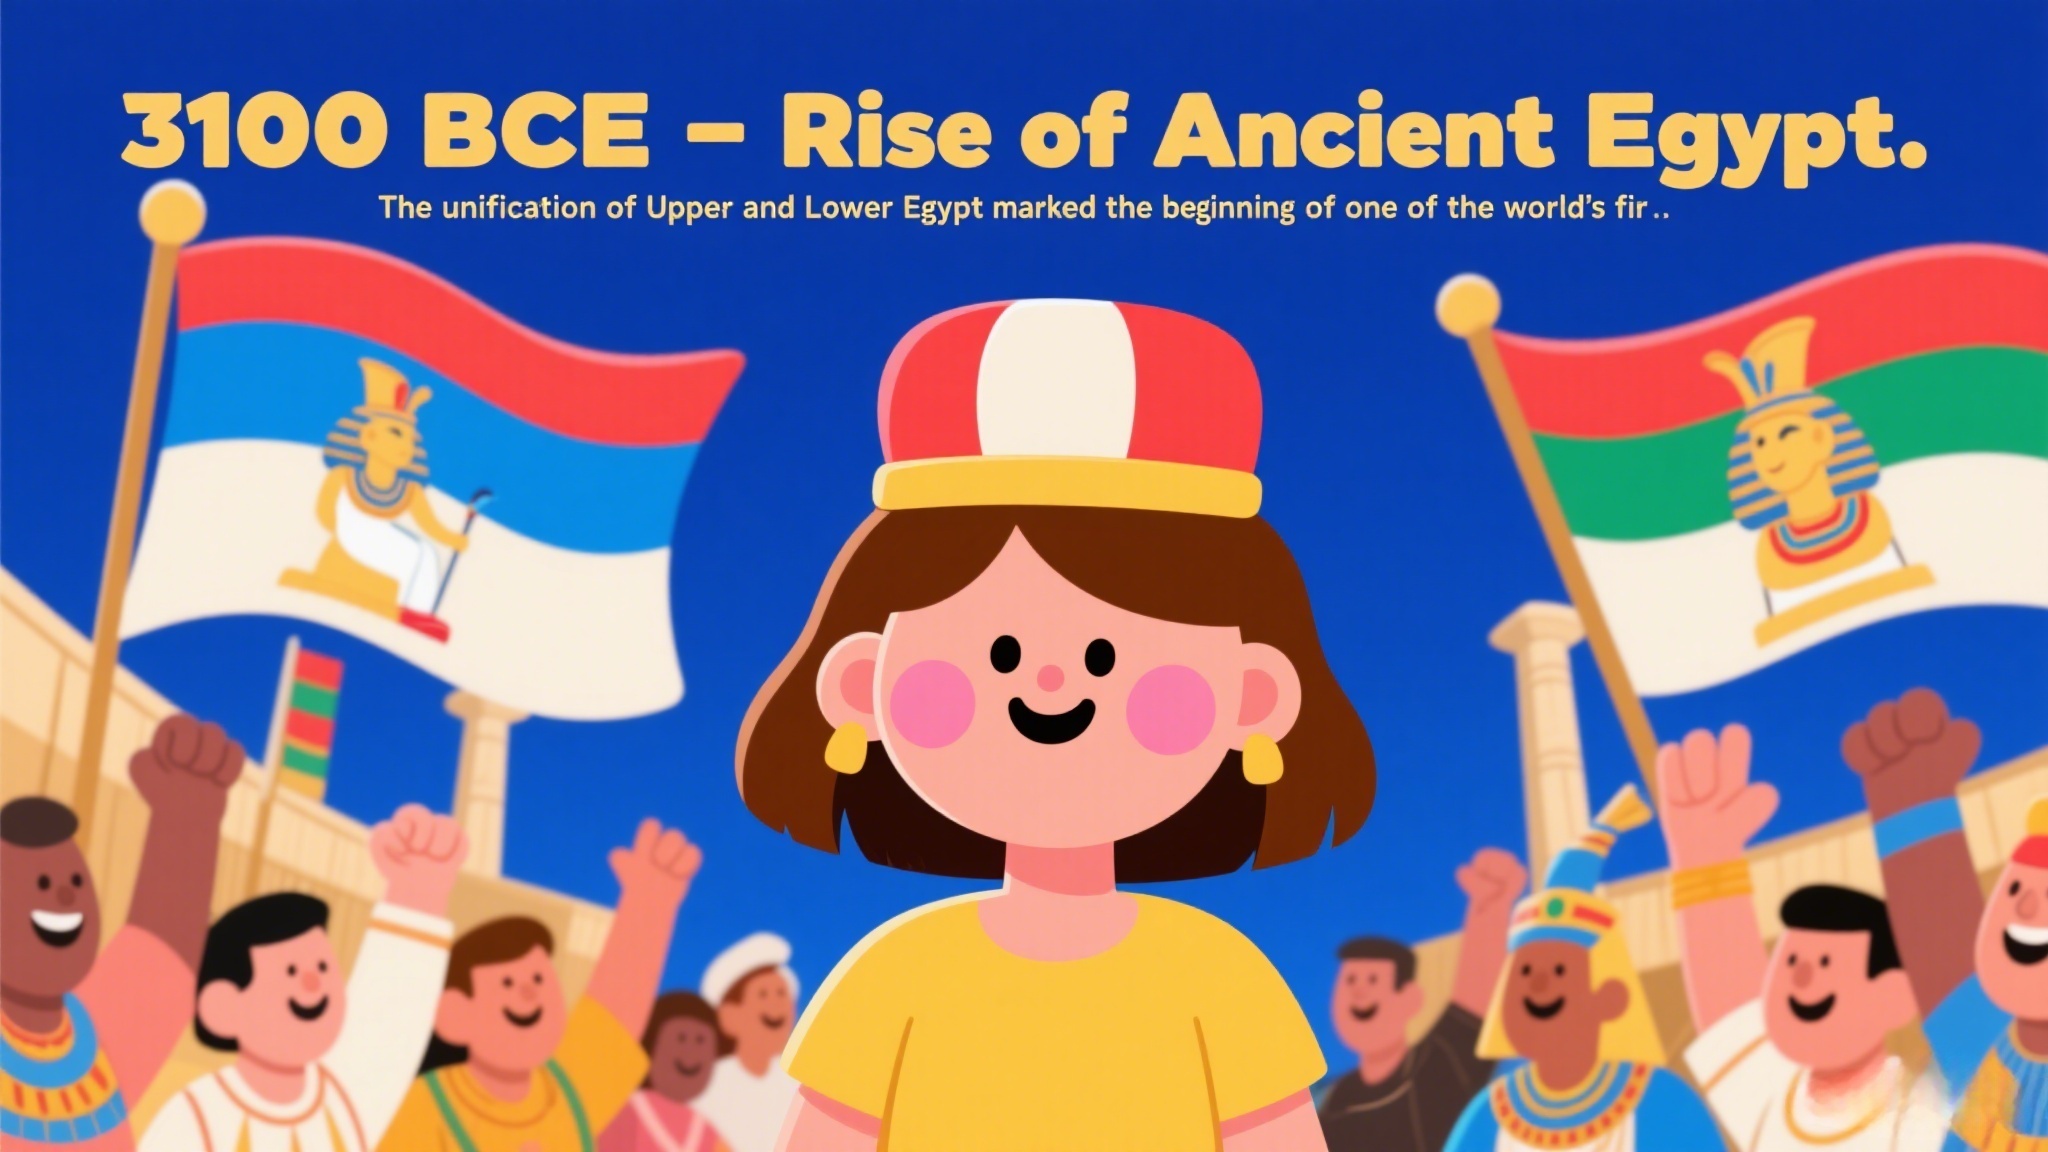 3100 BCE – Rise of Ancient Egypt.
The unification of Upper and Lower Egypt marked the beginning of one of the world's fir..